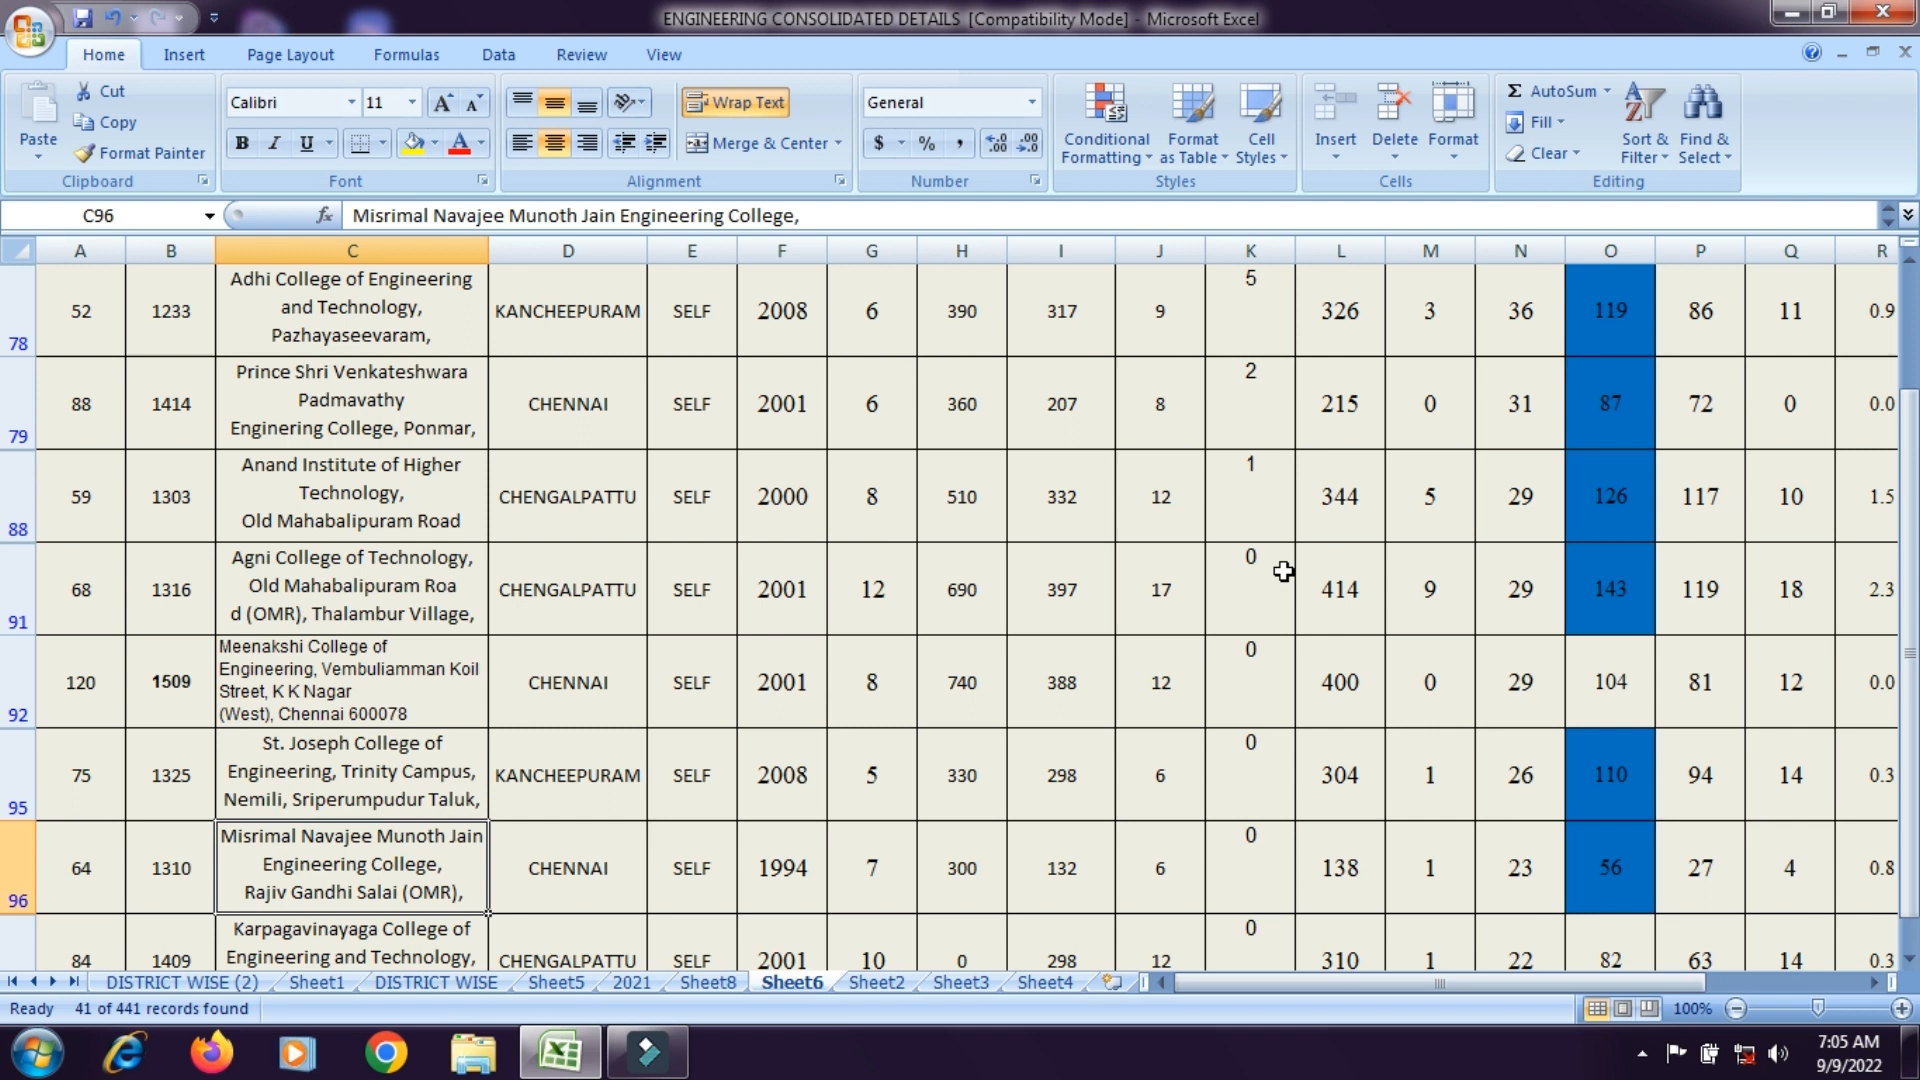 ENGINEERING CONSOLIDATED DETAILS [Compatibility Mode] - Microsoft Excel
Home Insert Page Layout Formulas Data Review View
Paste Cut Copy Format Painter Clipboard
Calibri 11 Font
Wrap Text Merge & Center Alignment
General Number
Conditional Formatting Format as Table Cell Styles Styles
Insert Delete Format Cells
AutoSum Fill Clear Sort & Filter Find & Select Editing
C96 fx Misrimal Navajee Munoth Jain Engineering College,
A B C D E F G H I J K L M N O P Q R
78 52 1233 Adhi College of Engineering
and Technology,
Pazhayaseevaram, KANCHEEPURAM SELF 2008 6 390 317 9 5 326 3 36 119 86 11 0.9
79 88 1414 Prince Shri Venkateshwara
Padmavathy
Enginering College, Ponmar, CHENNAI SELF 2001 6 360 207 8 2 215 0 31 87 72 0 0.0
88 59 1303 Anand Institute of Higher
Technology,
Old Mahabalipuram Road CHENGALPATTU SELF 2000 8 510 332 12 1 344 5 29 126 117 10 1.5
91 68 1316 Agni College of Technology,
Old Mahabalipuram Roa
d (OMR), Thalambur Village, CHENGALPATTU SELF 2001 12 690 397 17 0 414 9 29 143 119 18 2.3
92 120 1509 Meenakshi College of
Engineering, Vembuliamman Koil
Street, K K Nagar
(West), Chennai 600078 CHENNAI SELF 2001 8 740 388 12 0 400 0 29 104 81 12 0.0
95 75 1325 St. Joseph College of
Engineering, Trinity Campus,
Nemili, Sriperumpudur Taluk, KANCHEEPURAM SELF 2008 5 330 298 6 0 304 1 26 110 94 14 0.3
96 64 1310 Misrimal Navajee Munoth Jain
Engineering College,
Rajiv Gandhi Salai (OMR), CHENNAI SELF 1994 7 300 132 6 0 138 1 23 56 27 4 0.8
84 1409 Karpagavinayaga College of
Engineering and Technology, CHENGALPATTU SELF 2001 10 0 298 12 0 310 1 22 82 63 14 0.3
DISTRICT WISE (2) Sheet1 DISTRICT WISE Sheet5 2021 Sheet8 Sheet6 Sheet2 Sheet3 Sheet4
Ready 41 of 441 records found 100%
7:05 AM
9/9/2022